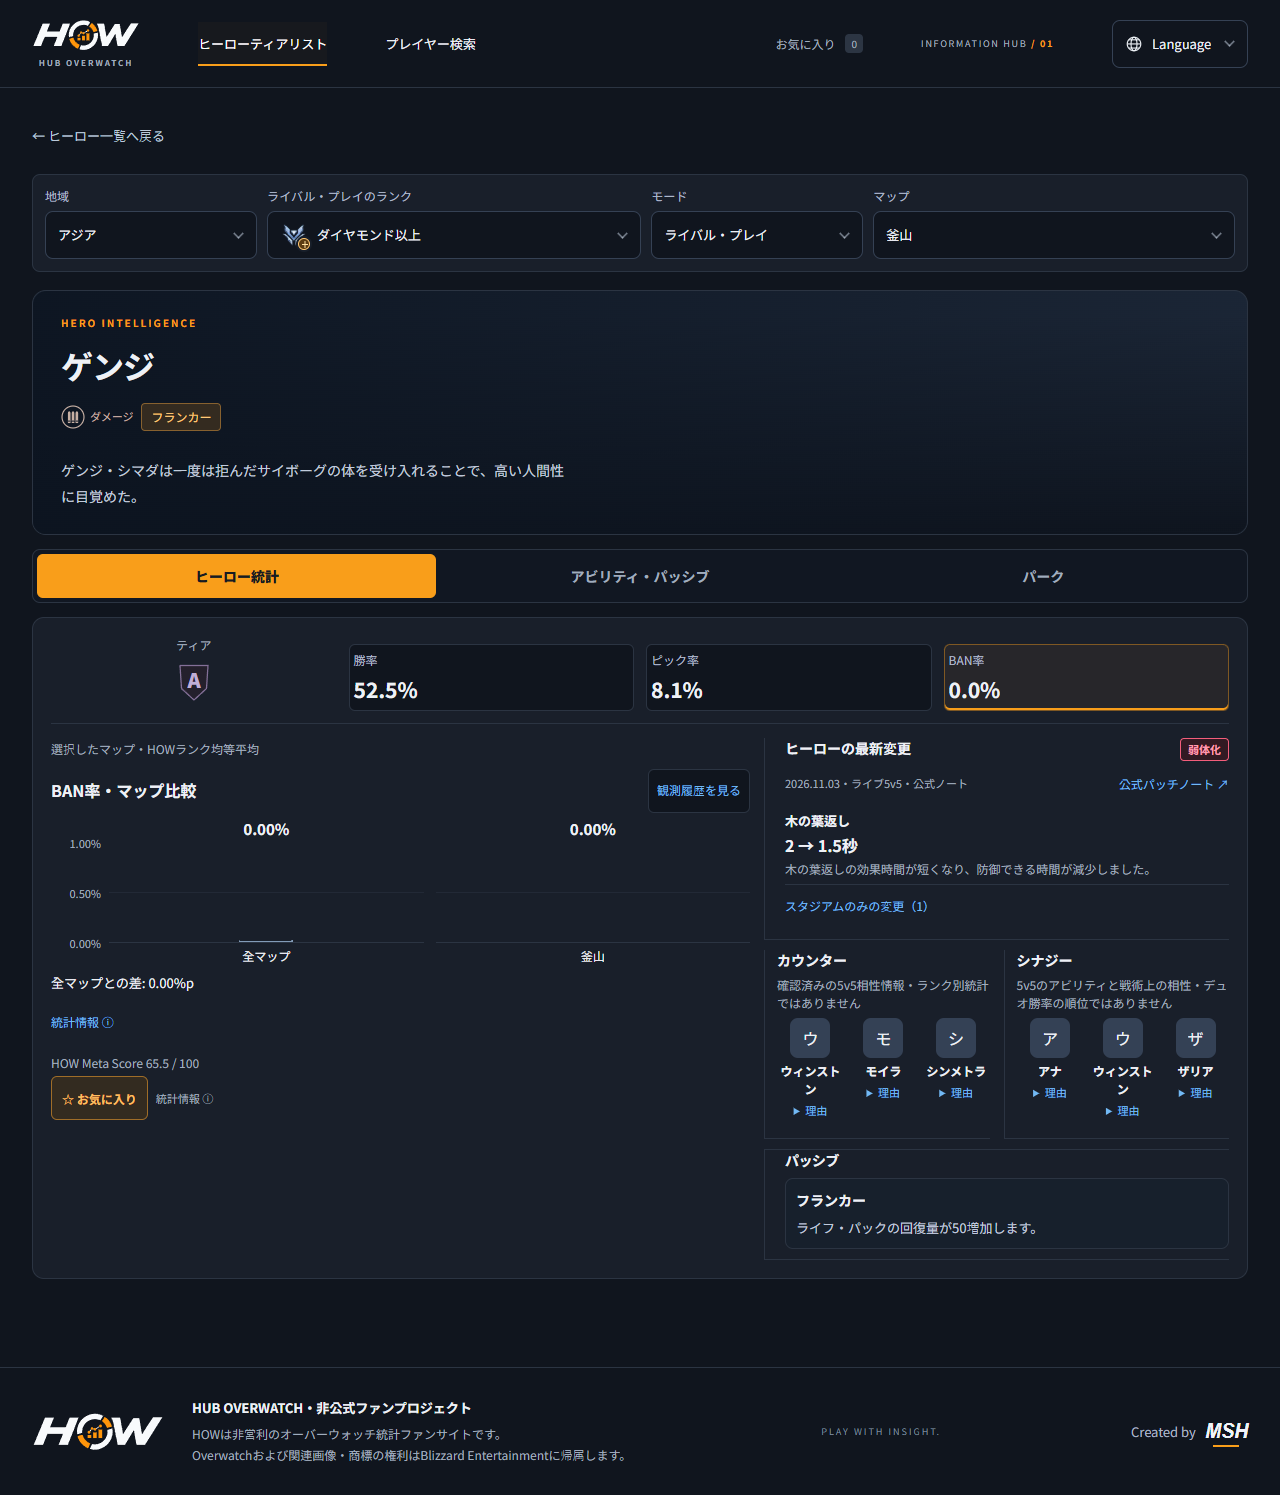 HOW
HUB OVERWATCH
ヒーローティアリスト
プレイヤー検索
お気に入り 0
INFORMATION HUB / 01
Language
← ヒーロー一覧へ戻る
地域
ライバル・プレイのランク
モード
マップ
アジア
ダイヤモンド以上
ライバル・プレイ
釜山
HERO INTELLIGENCE
ゲンジ
ダメージ
フランカー
ゲンジ・シマダは一度は拒んだサイボーグの体を受け入れることで、高い人間性
に目覚めた。
ヒーロー統計
アビリティ・パッシブ
パーク
ティア
A
勝率
52.5%
ピック率
8.1%
BAN率
0.0%
選択したマップ・HOWランク均等平均
BAN率・マップ比較
観測履歴を見る
0.00%
0.00%
1.00%
0.50%
0.00%
全マップ
釜山
全マップとの差: 0.00%p
統計情報 ⓘ
HOW Meta Score 65.5 / 100
☆ お気に入り
統計情報 ⓘ
ヒーローの最新変更
弱体化
2026.11.03・ライブ5v5・公式ノート
公式パッチノート ↗
木の葉返し
2 → 1.5秒
木の葉返しの効果時間が短くなり、防御できる時間が減少しました。
スタジアムのみの変更（1）
カウンター
確認済みの5v5相性情報・ランク別統計
ではありません
ウ
モ
シ
ウィンスト
ン
モイラ
シンメトラ
▶ 理由
▶ 理由
▶ 理由
シナジー
5v5のアビリティと戦術上の相性・デュ
オ勝率の順位ではありません
ア
ウ
ザ
アナ
ウィンスト
ン
ザリア
▶ 理由
▶ 理由
▶ 理由
パッシブ
フランカー
ライフ・パックの回復量が50増加します。
HOW
HUB OVERWATCH・非公式ファンプロジェクト
HOWは非営利のオーバーウォッチ統計ファンサイトです。
Overwatchおよび関連画像・商標の権利はBlizzard Entertainmentに帰属します。
PLAY WITH INSIGHT.
Created by MSH